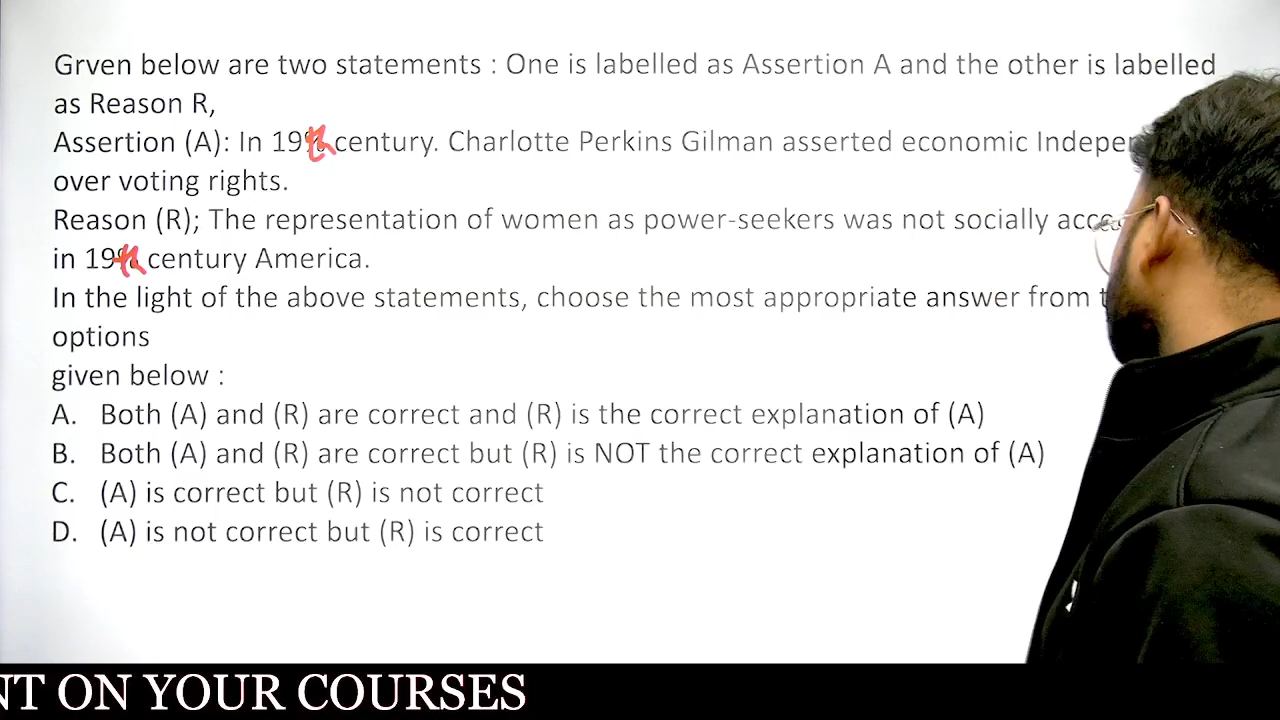 Grven below are two statements : One is labelled as Assertion A and the other is labelled
as Reason R,
Assertion (A): In 19th century. Charlotte Perkins Gilman asserted economic
over voting rights.
Reason (R); The representation of women as power-seekers was not socially
in 19th century America.
In the light of the above statements, choose the most appropriate answer from
options
given below :
A. Both (A) and (R) are correct and (R) is the correct explanation of (A)
B. Both (A) and (R) are correct but (R) is NOT the correct explanation of (A)
C. (A) is correct but (R) is not correct
D. (A) is not correct but (R) is correct
ON YOUR COURSES